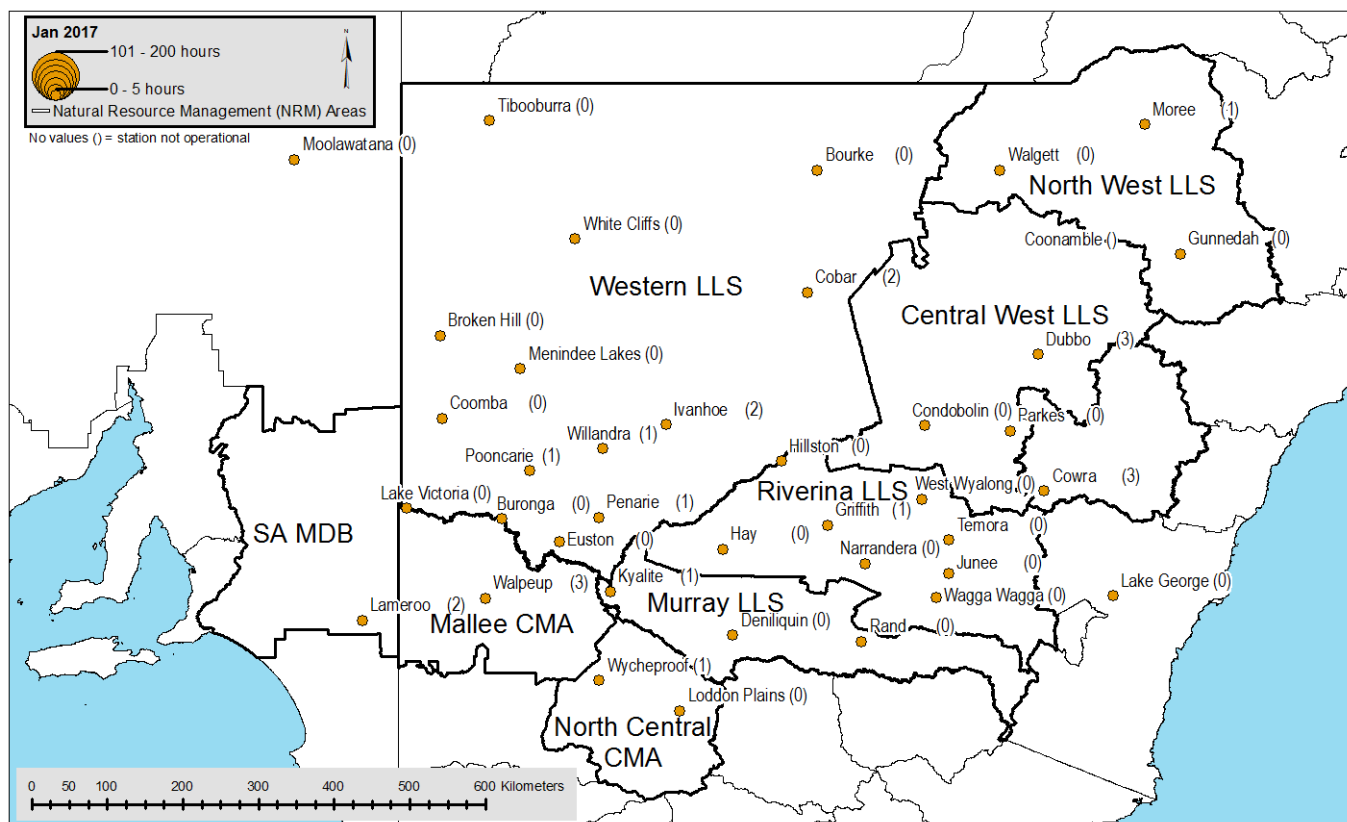 Jan 2017
101 - 200 hours
0 - 5 hours
Natural Resource Management (NRM) Areas
N
No values () = station not operational
Tibooburra (0)
Moree (1)
Moolawatana (0)
Bourke (0)
Walgett (0)
North West LLS
White Cliffs (0)
Coonamble ()
Gunnedah (0)
Western LLS
Cobar (2)
Central West LLS
Broken Hill (0)
Dubbo (3)
Menindee Lakes (0)
Coomba (0)
Ivanhoe (2)
Condobolin (0)
Parkes (0)
Willandra (1)
Hillston (0)
Pooncarie (1)
Cowra (3)
Lake Victoria (0)
Buronga (0)
Penarie (1)
Riverina LLS
West Wyalong (0)
Griffith (1)
SA MDB
Euston (0)
Hay (0)
Temora (0)
Narrandera (0)
Junee (0)
Walpeup (3)
Kyalite (1)
Lake George (0)
Lameroo (2)
Mallee CMA
Murray LLS
Wagga Wagga (0)
Deniliquin (0)
Rand (0)
Wycheproof (1)
Loddon Plains (0)
North Central
CMA
0 50 100 200 300 400 500 600 Kilometers